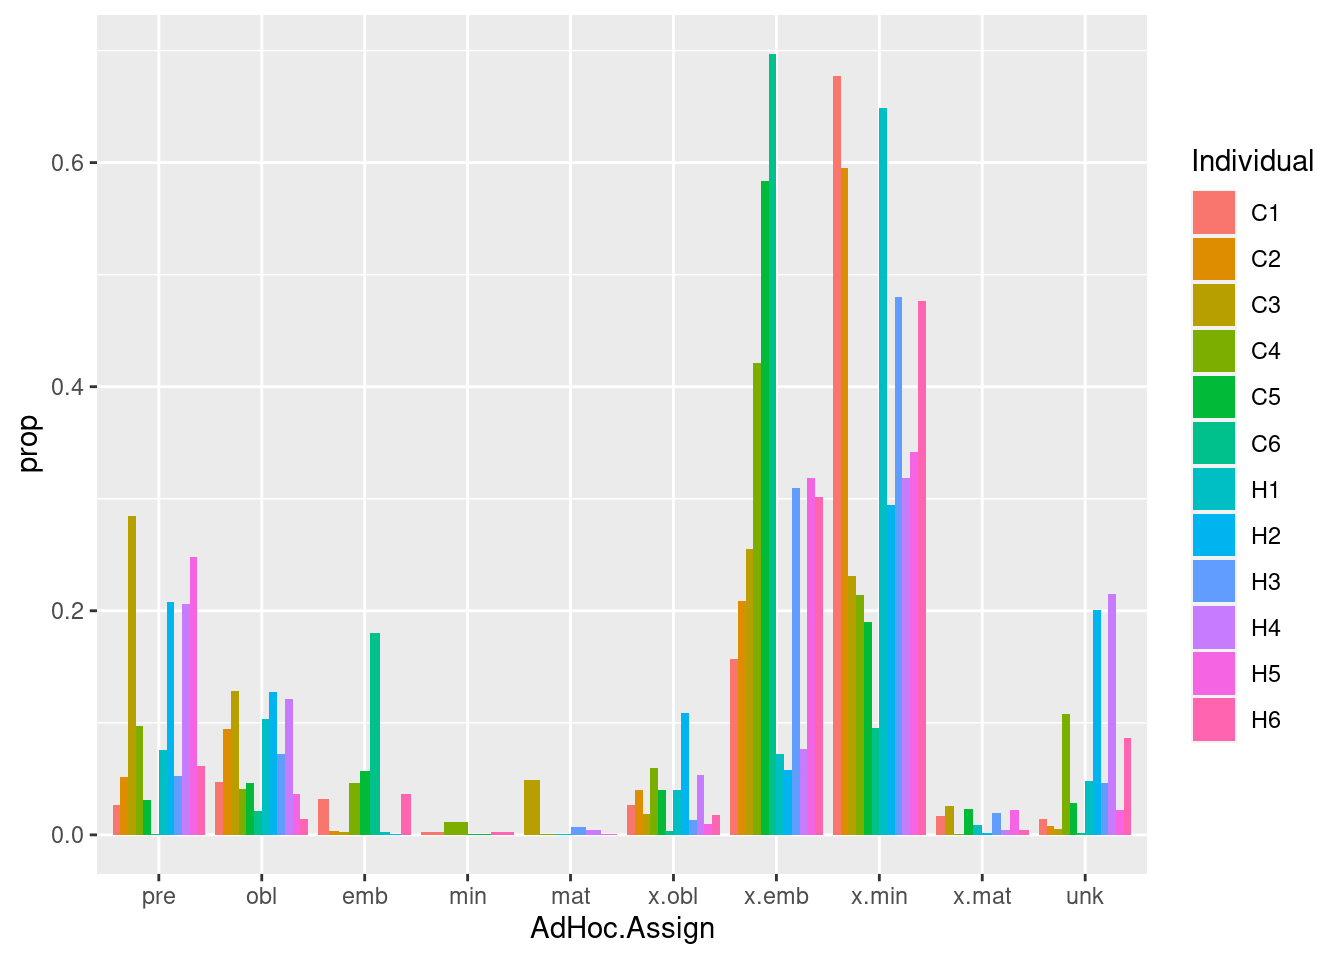 0.6
0.4
0.2
0.0
prop
pre obl emb min mat x.obl x.emb x.min x.mat unk
AdHoc.Assign
Individual
C1
C2
C3
C4
C5
C6
H1
H2
H3
H4
H5
H6